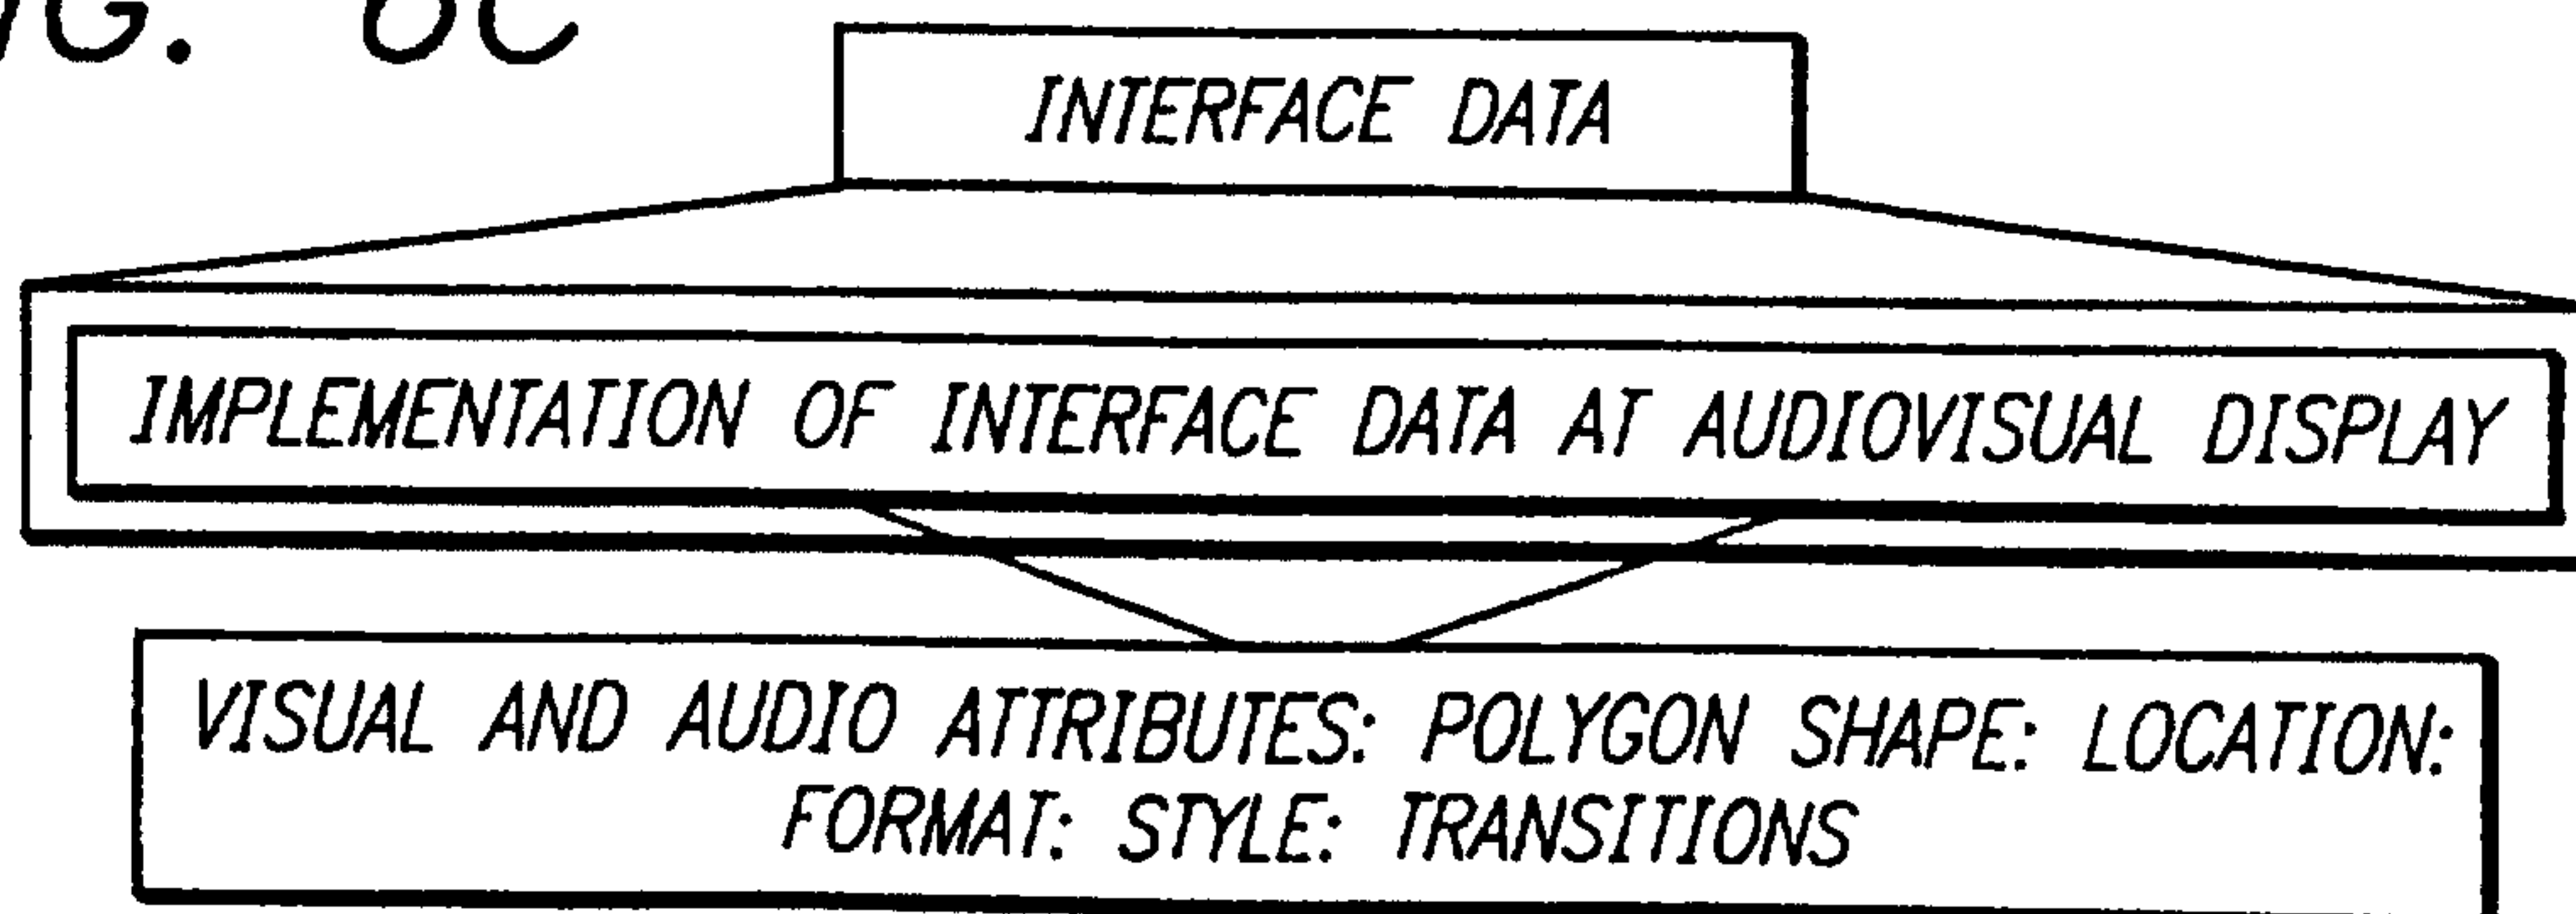 INTERFACE DATA
IMPLEMENTATION OF INTERFACE DATA AT AUDIOVISUAL DISPLAY
VISUAL AND AUDIO ATTRIBUTES: POLYGON SHAPE: LOCATION:
FORMAT: STYLE: TRANSITIONS